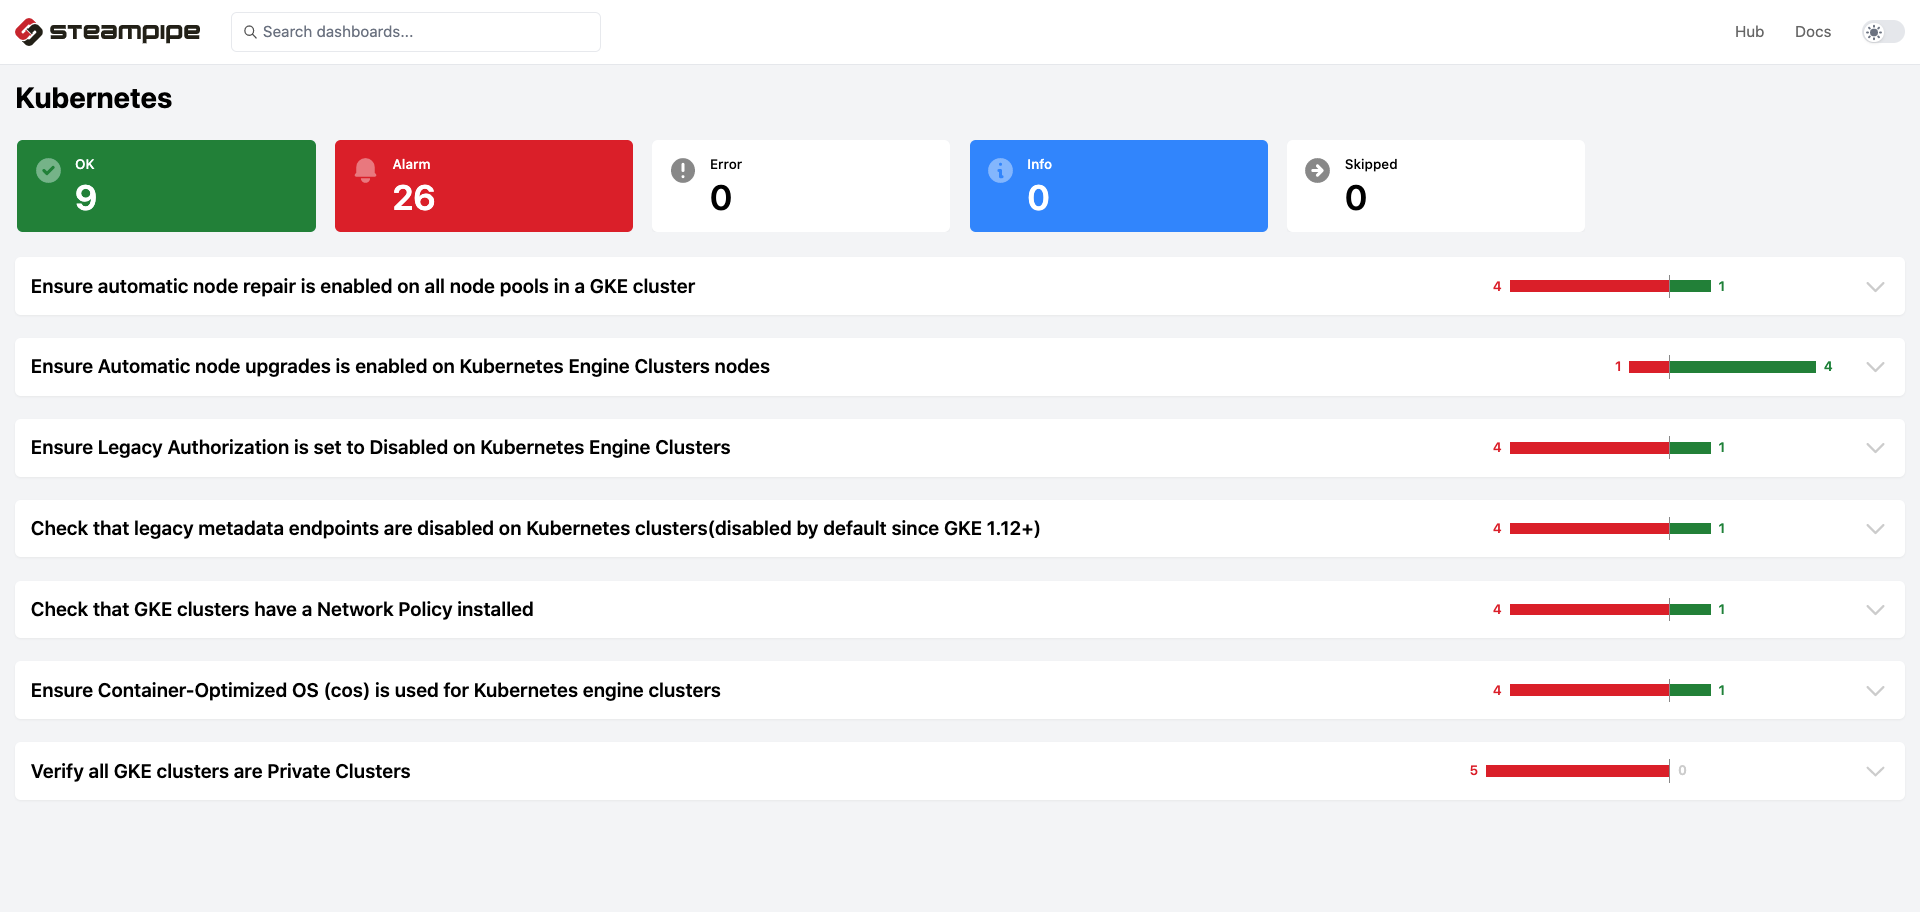 steampipe
Search dashboards...
Hub
Docs
Kubernetes
OK
9
Alarm
26
Error
0
Info
0
Skipped
0
Ensure automatic node repair is enabled on all node pools in a GKE cluster
4
1
Ensure Automatic node upgrades is enabled on Kubernetes Engine Clusters nodes
1
4
Ensure Legacy Authorization is set to Disabled on Kubernetes Engine Clusters
4
1
Check that legacy metadata endpoints are disabled on Kubernetes clusters(disabled by default since GKE 1.12+)
4
1
Check that GKE clusters have a Network Policy installed
4
1
Ensure Container-Optimized OS (cos) is used for Kubernetes engine clusters
4
1
Verify all GKE clusters are Private Clusters
5
0